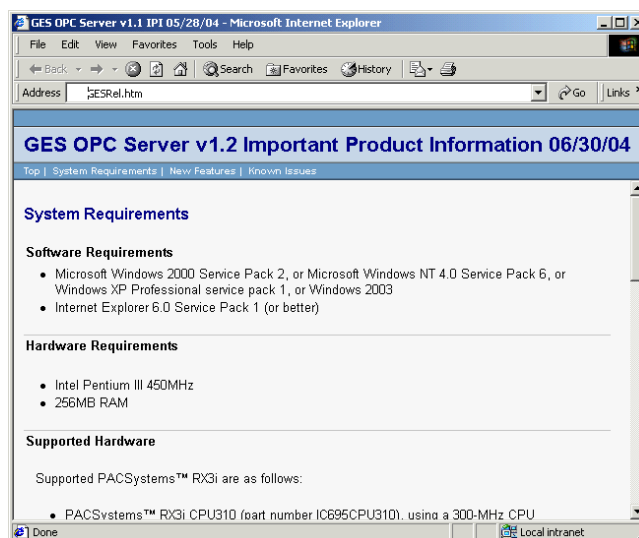 GES OPC Server v1.1 IPI 05/28/04 - Microsoft Internet Explorer
File Edit View Favorites Tools Help
Back Search Favorites History
Address GESRel.htm Go Links
GES OPC Server v1.2 Important Product Information 06/30/04
Top | System Requirements | New Features | Known Issues
System Requirements
Software Requirements
• Microsoft Windows 2000 Service Pack 2, or Microsoft Windows NT 4.0 Service Pack 6, or
Windows XP Professional service pack 1, or Windows 2003
• Internet Explorer 6.0 Service Pack 1 (or better)
Hardware Requirements
• Intel Pentium III 450MHz
• 256MB RAM
Supported Hardware
Supported PACSystems™ RX3i are as follows:
• PACSystems™ RX3i CPU310 (part number IC695CPU310), using a 300-MHz CPU
Done Local intranet